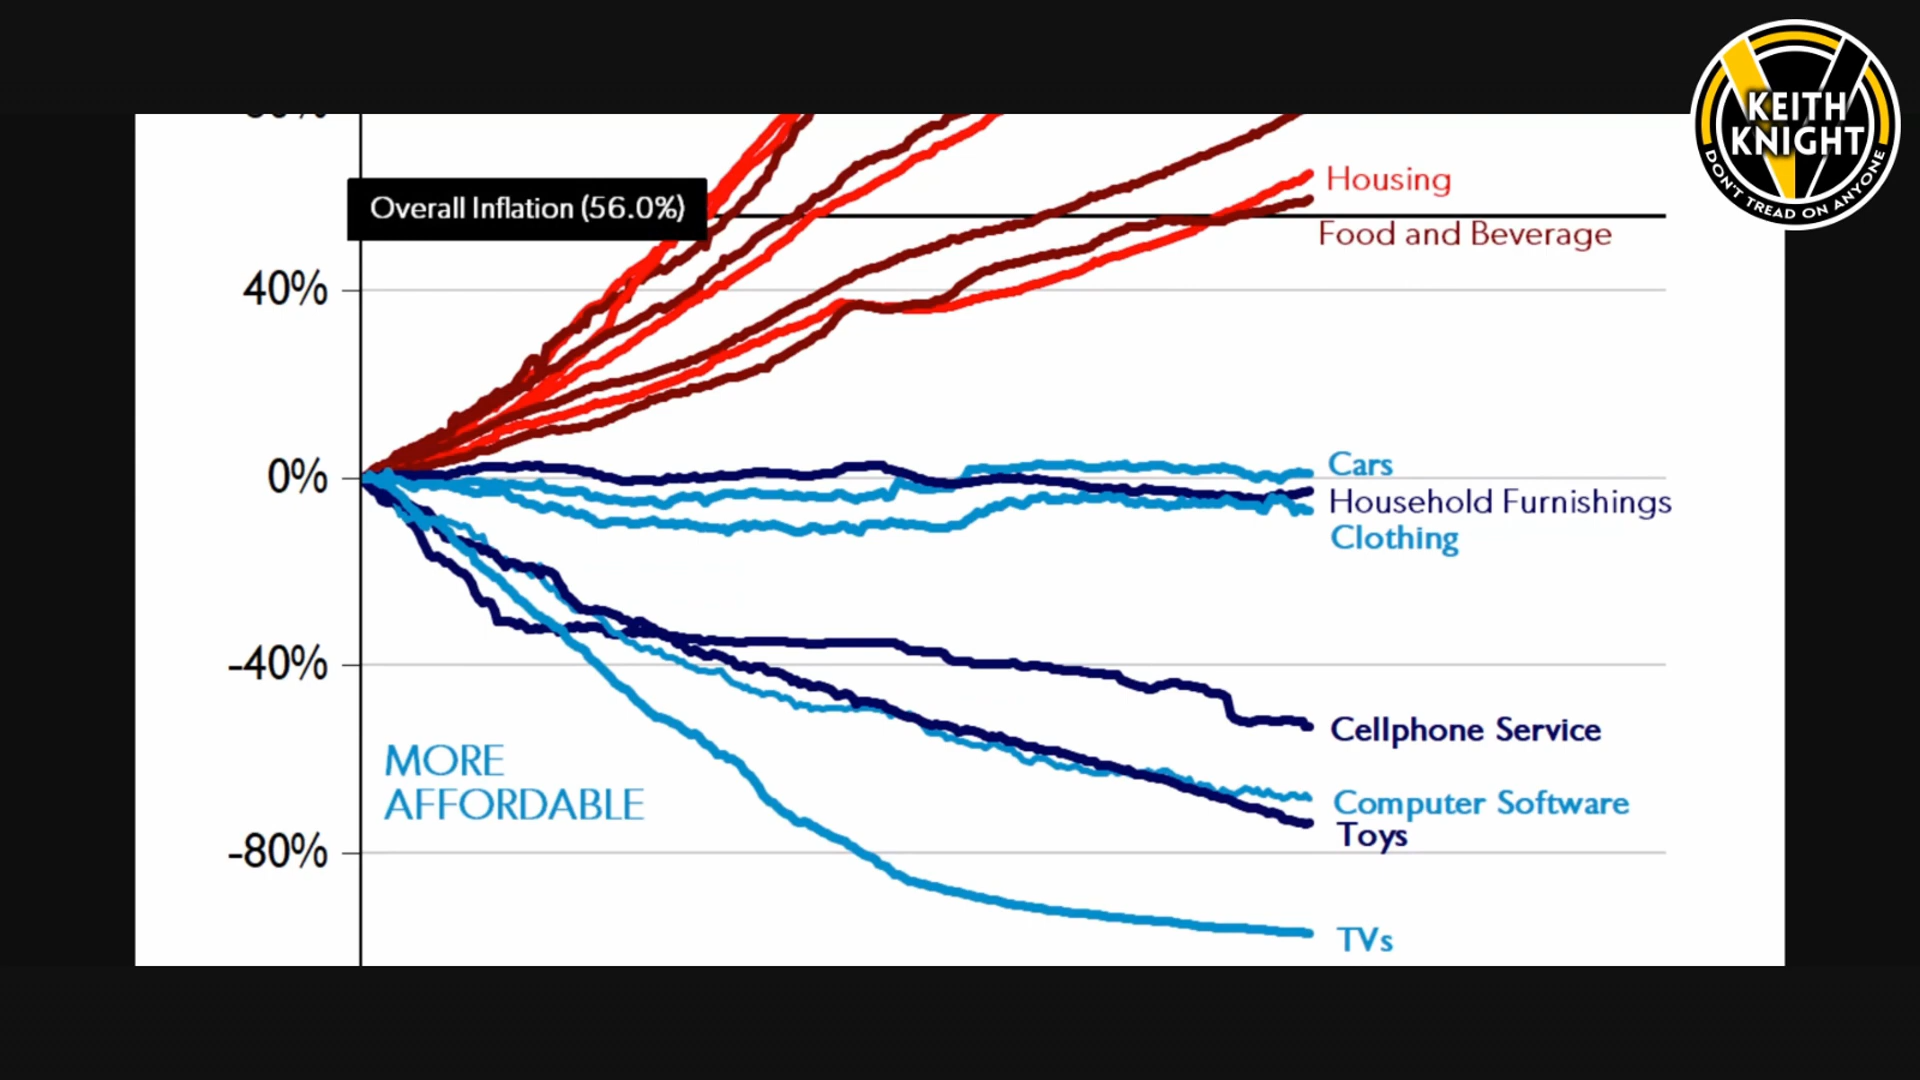 KEITH
KNIGHT
DON'T TREAD ON ANYONE
Housing
Overall Inflation (56.0%)
Food and Beverage
40%
0%
Cars
Household Furnishings
Clothing
-40%
Cellphone Service
MORE
AFFORDABLE
Computer Software
Toys
-80%
TVs